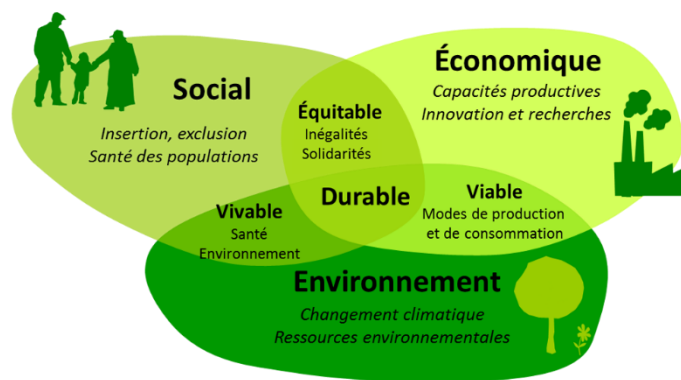 Social
Insertion, exclusion
Santé des populations
Économique
Capacités productives
Innovation et recherches
Équitable
Inégalités
Solidarités
Durable
Vivable
Santé
Environnement
Viable
Modes de production
et de consommation
Environnement
Changement climatique
Ressources environnementales